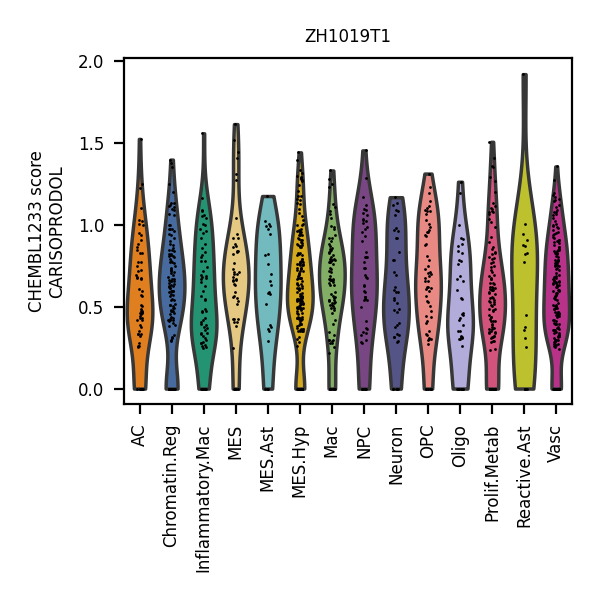 ZH1019T1
CHEMBL1233 score
CARISOPRODOL
2.0
1.5
1.0
0.5
0.0
AC
Chromatin.Reg
Inflammatory.Mac
MES
MES.Ast
MES.Hyp
Mac
NPC
Neuron
OPC
Oligo
Prolif.Metab
Reactive.Ast
Vasc